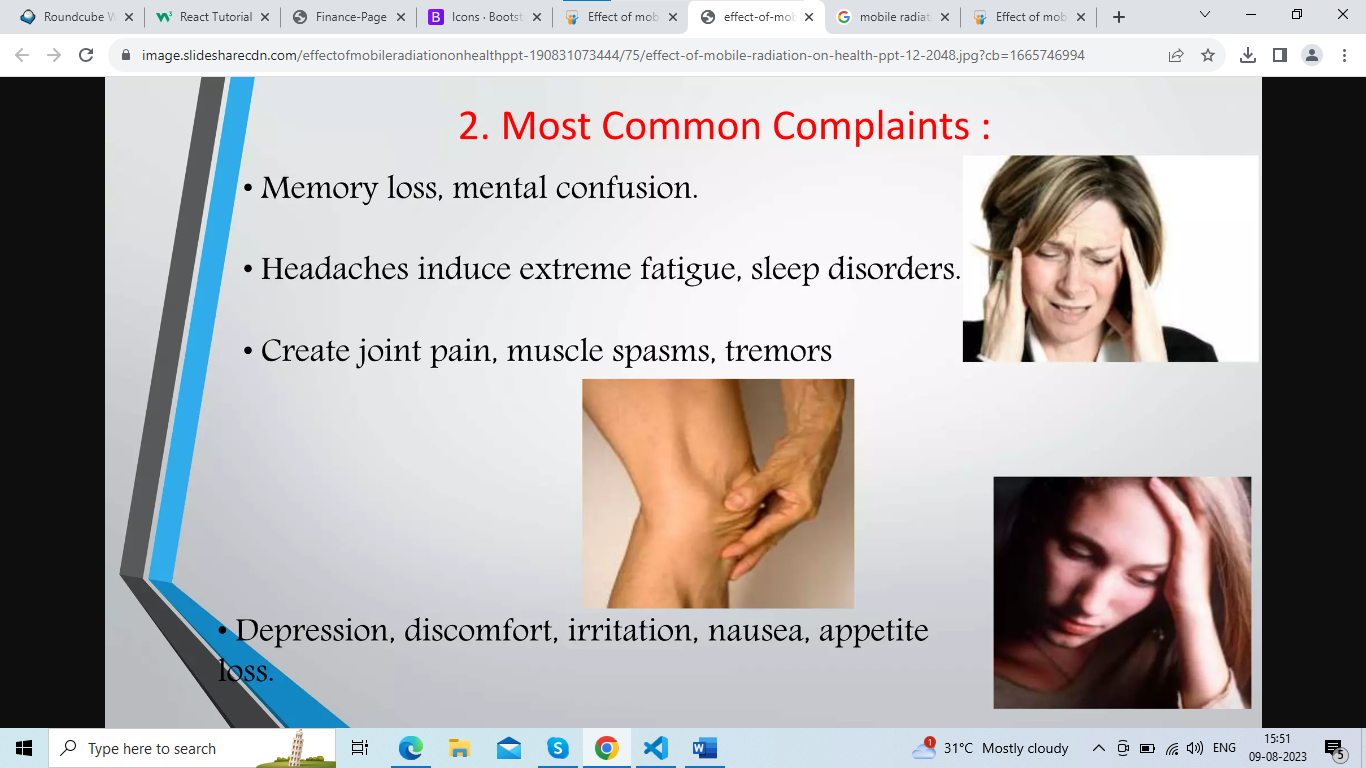 Roundcube W
React Tutorial
Finance-Page
Icons · Bootst
Effect of mob
effect-of-mob
mobile radiat
Effect of mob
image.slidesharecdn.com/effectofmobileradiationonhealthppt-190831073444/75/effect-of-mobile-radiation-on-health-ppt-12-2048.jpg?cb=1665746994
2. Most Common Complaints :
• Memory loss, mental confusion.
• Headaches induce extreme fatigue, sleep disorders.
• Create joint pain, muscle spasms, tremors
• Depression, discomfort, irritation, nausea, appetite
loss.
Type here to search
1
31°C Mostly cloudy
ENG
15:51
09-08-2023
5